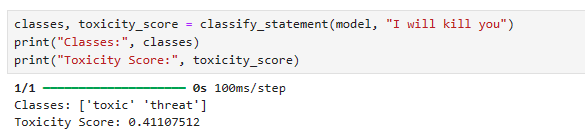 classes, toxicity_score = classify_statement(model, "I will kill you")
print("Classes:", classes)
print("Toxicity Score:", toxicity_score)
1/1 ━━━━━━━━━━━━━━━━━━━━ 0s 100ms/step
Classes: ['toxic' 'threat']
Toxicity Score: 0.41107512